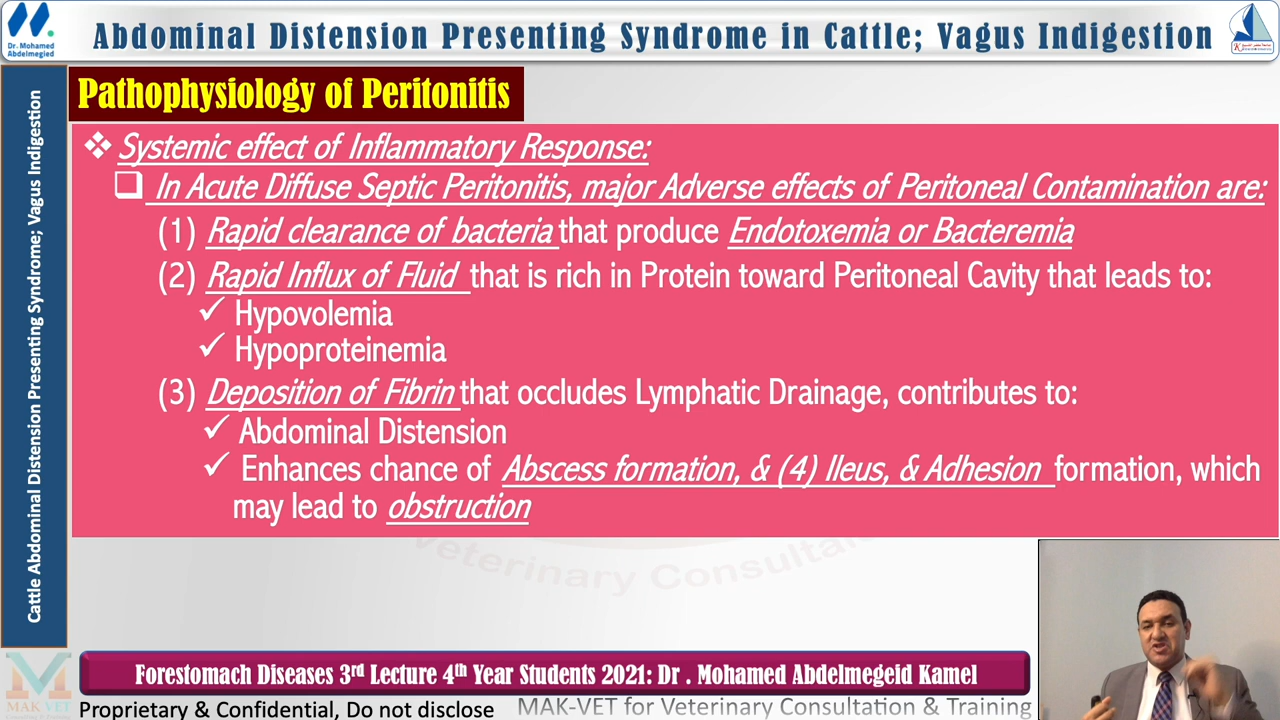 Dr. Mohamed
Abdelmegied
Abdominal Distension Presenting Syndrome in Cattle; Vagus Indigestion
Cattle Abdominal Distension Presenting Syndrome; Vagus Indigestion
Pathophysiology of Peritonitis
❖ Systemic effect of Inflammatory Response:
❑ In Acute Diffuse Septic Peritonitis, major Adverse effects of Peritoneal Contamination are:
(1) Rapid clearance of bacteria that produce Endotoxemia or Bacteremia
(2) Rapid Influx of Fluid that is rich in Protein toward Peritoneal Cavity that leads to:
✓ Hypovolemia
✓ Hypoproteinemia
(3) Deposition of Fibrin that occludes Lymphatic Drainage, contributes to:
✓ Abdominal Distension
✓ Enhances chance of Abscess formation, & (4) Ileus, & Adhesion formation, which
may lead to obstruction
Veterinary Consulta
Forestomach Diseases 3rd Lecture 4th Year Students 2021: Dr . Mohamed Abdelmegeid Kamel
MAK VET
Proprietary & Confidential, Do not disclose
MAK-VET for Veterinary Consultation & Training